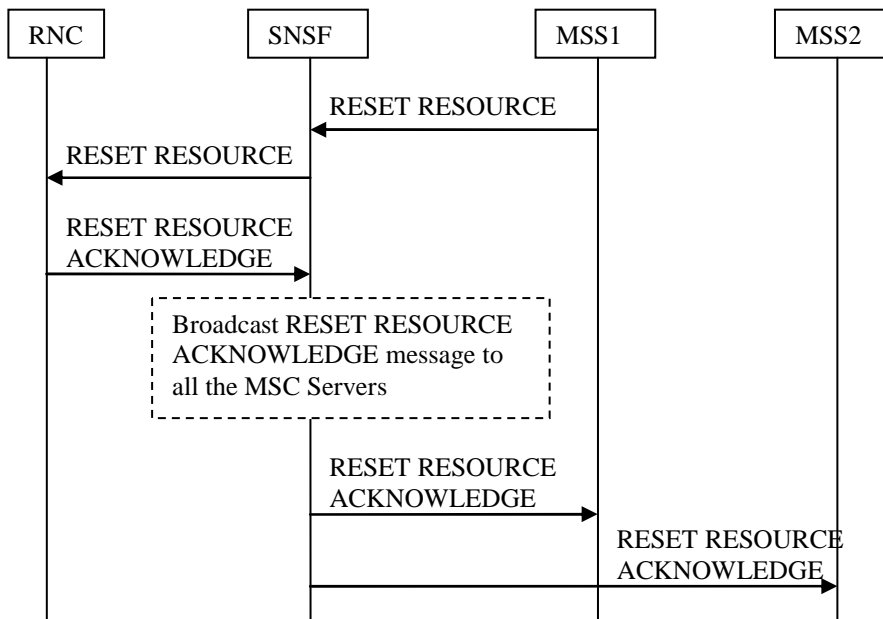 RNC
SNSF
MSS1
MSS2
RESET RESOURCE
RESET RESOURCE
RESET RESOURCE
ACKNOWLEDGE
Broadcast RESET RESOURCE
ACKNOWLEDGE message to
all the MSC Servers
RESET RESOURCE
ACKNOWLEDGE
RESET RESOURCE
ACKNOWLEDGE